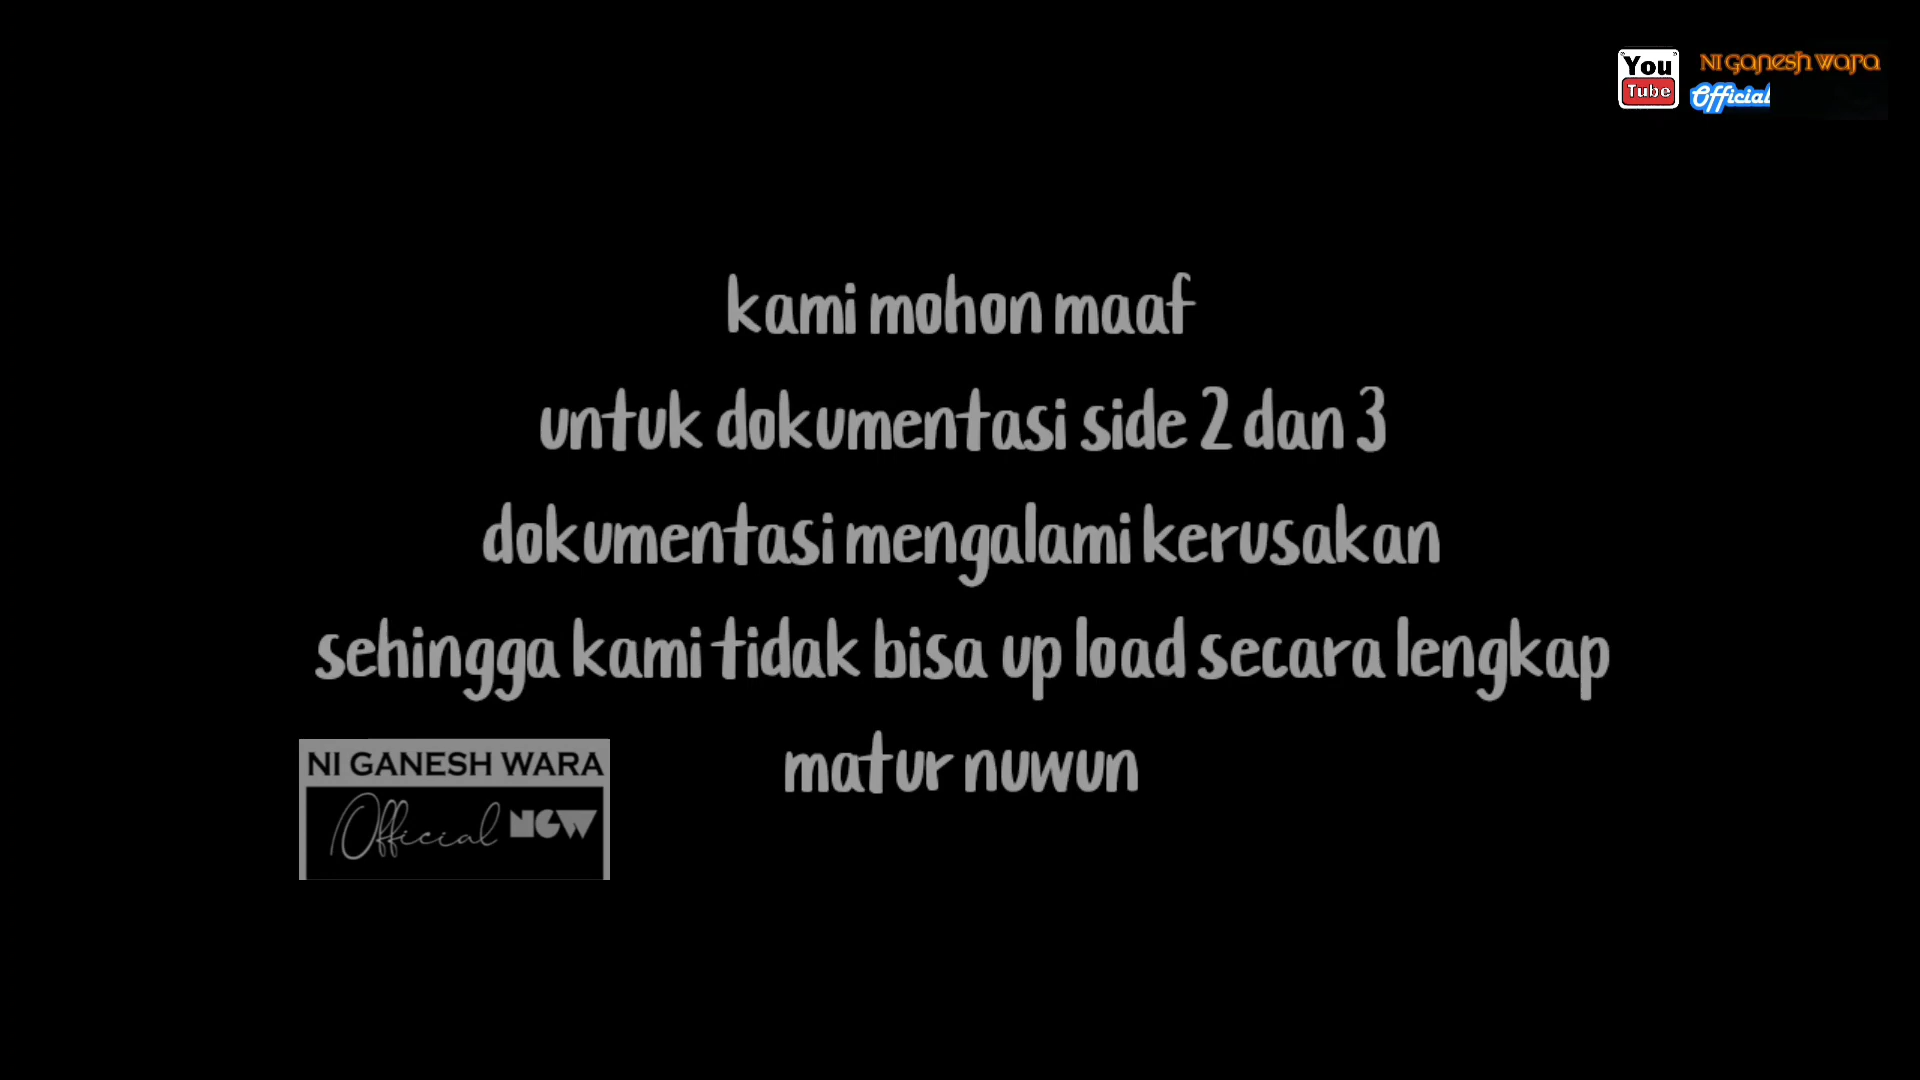 You
Tube
NI GANESH WARA
Official
kami mohon maaf
untuk dokumentasi side 2 dan 3
dokumentasi mengalami kerusakan
sehingga kami tidak bisa up load secara lengkap
matur nuwun
NI GANESH WARA
Official NGW